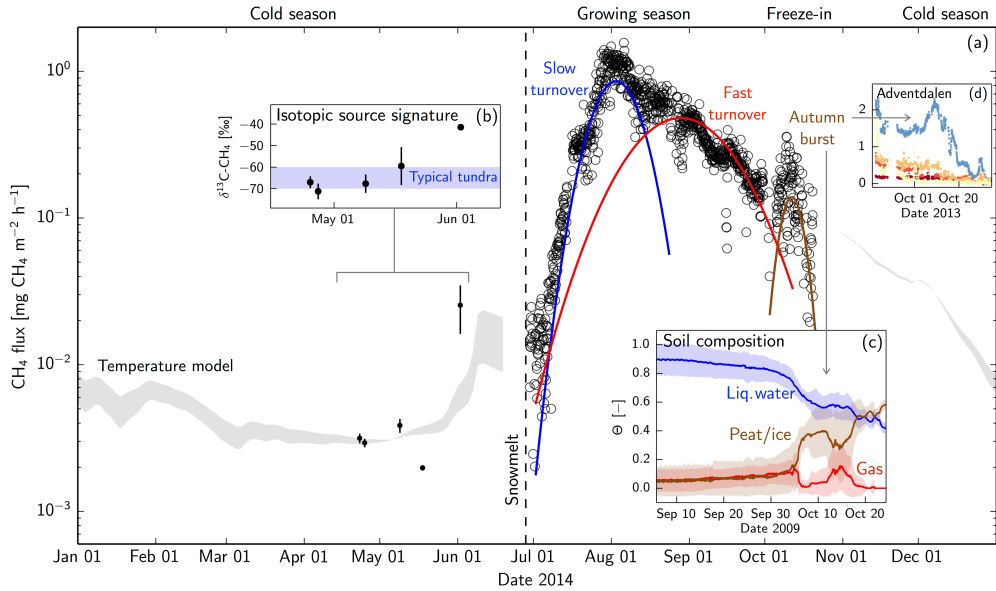 Cold season Growing season Freeze-in Cold season
(a)
10⁰
10⁻¹
10⁻²
10⁻³
CH₄ flux [mg CH₄ m⁻² h⁻¹]
Jan 01 Feb 01 Mar 01 Apr 01 May 01 Jun 01 Jul 01 Aug 01 Sep 01 Oct 01 Nov 01 Dec 01
Date 2014
Temperature model
Snowmelt
Slow
turnover
Fast
turnover
Autumn
burst
Isotopic source signature (b)
−40
−50
−60
−70
δ¹³C-CH₄ [‰]
Typical tundra
May 01 Jun 01
Soil composition (c)
1.0
0.8
0.6
0.4
0.2
0.0
Θ [-]
Liq.water
Peat/ice
Gas
Sep 10 Sep 20 Sep 30 Oct 10 Oct 20
Date 2009
Adventdalen (d)
2
1
0
Oct 01 Oct 20
Date 2013